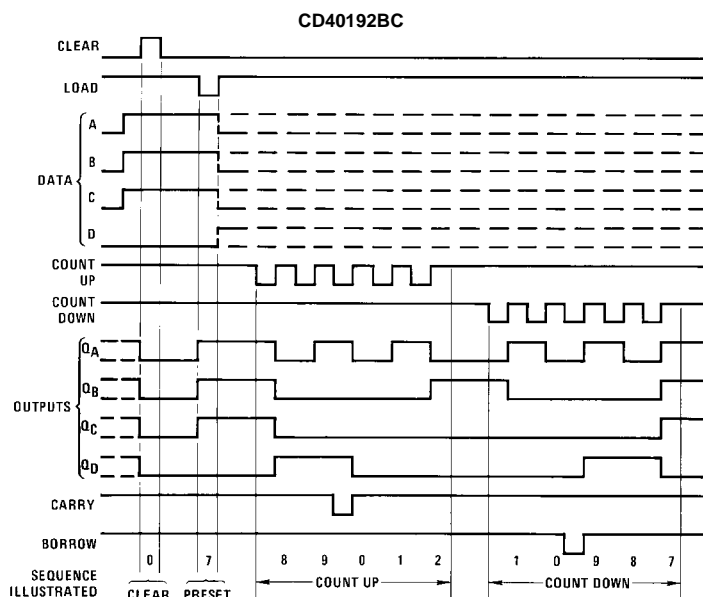 CD40192BC
CLEAR
LOAD
A
B
DATA
C
D
COUNT
UP
COUNT
DOWN
QA
QB
OUTPUTS
QC
QD
CARRY
BORROW
0 7 8 9 0 1 2 1 0 9 8 7
SEQUENCE
ILLUSTRATED
CLEAR PRESET COUNT UP COUNT DOWN